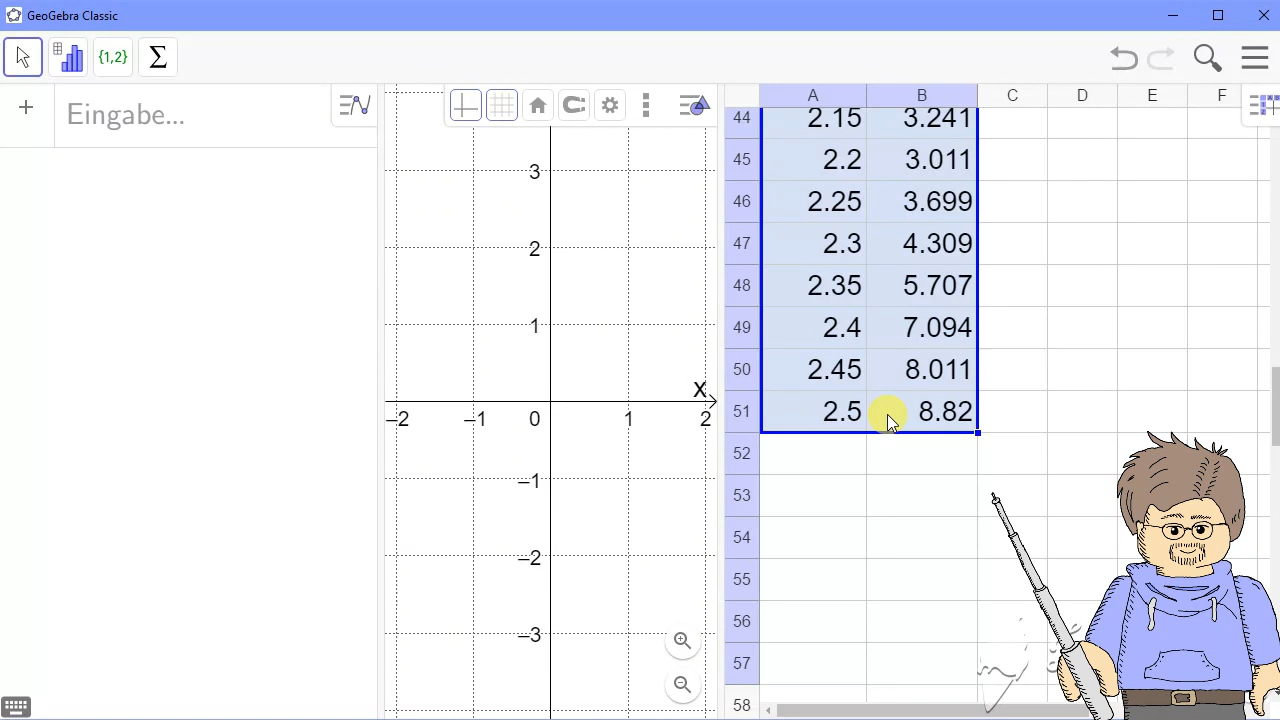 GeoGebra Classic
{1,2} Σ
+ Eingabe...
3
2
1
X
–2 –1 0 1 2
–1
–2
–3
A B C D E F
44 2.15 3.241
45 2.2 3.011
46 2.25 3.699
47 2.3 4.309
48 2.35 5.707
49 2.4 7.094
50 2.45 8.011
51 2.5 8.82
52
53
54
55
56
57
58